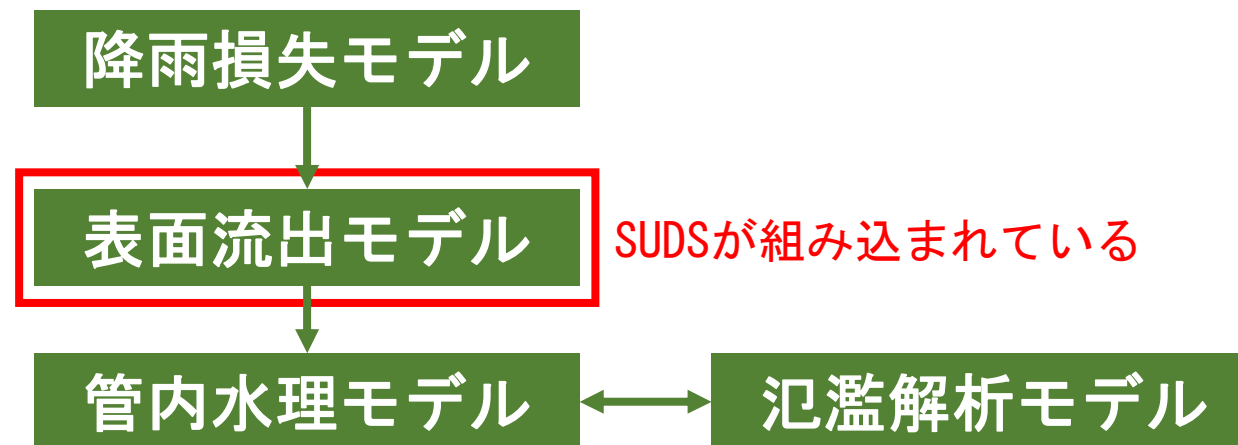 降雨損失モデル
表面流出モデル
SUDSが組み込まれている
管内水理モデル
氾濫解析モデル